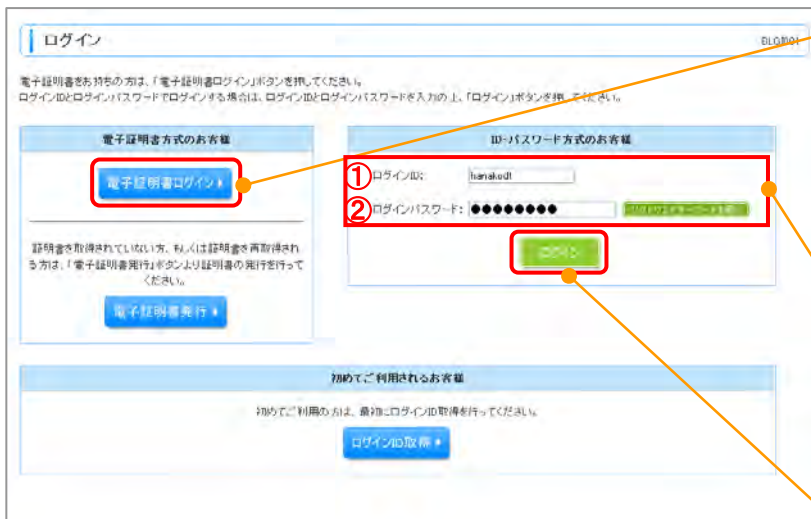 ログイン
BLGI001
電子証明書をお持ちの方は、「電子証明書ログイン」ボタンを押してください。
ログインIDとログインパスワードでログインする場合は、ログインIDとログインパスワードを入力の上、「ログイン」ボタンを押してください。
電子証明書方式のお客様
電子証明書ログイン
証明書を取得されていない方、もしくは証明書を再取得され
る方は、「電子証明書発行」ボタンより証明書の発行を行って
ください。
電子証明書発行
ID・パスワード方式のお客様
①ログインID:
②ログインパスワード: ●●●●●●●●
ログイン
初めてご利用されるお客様
初めてご利用の方は、最初にログインID取得を行ってください。
ログインID取得